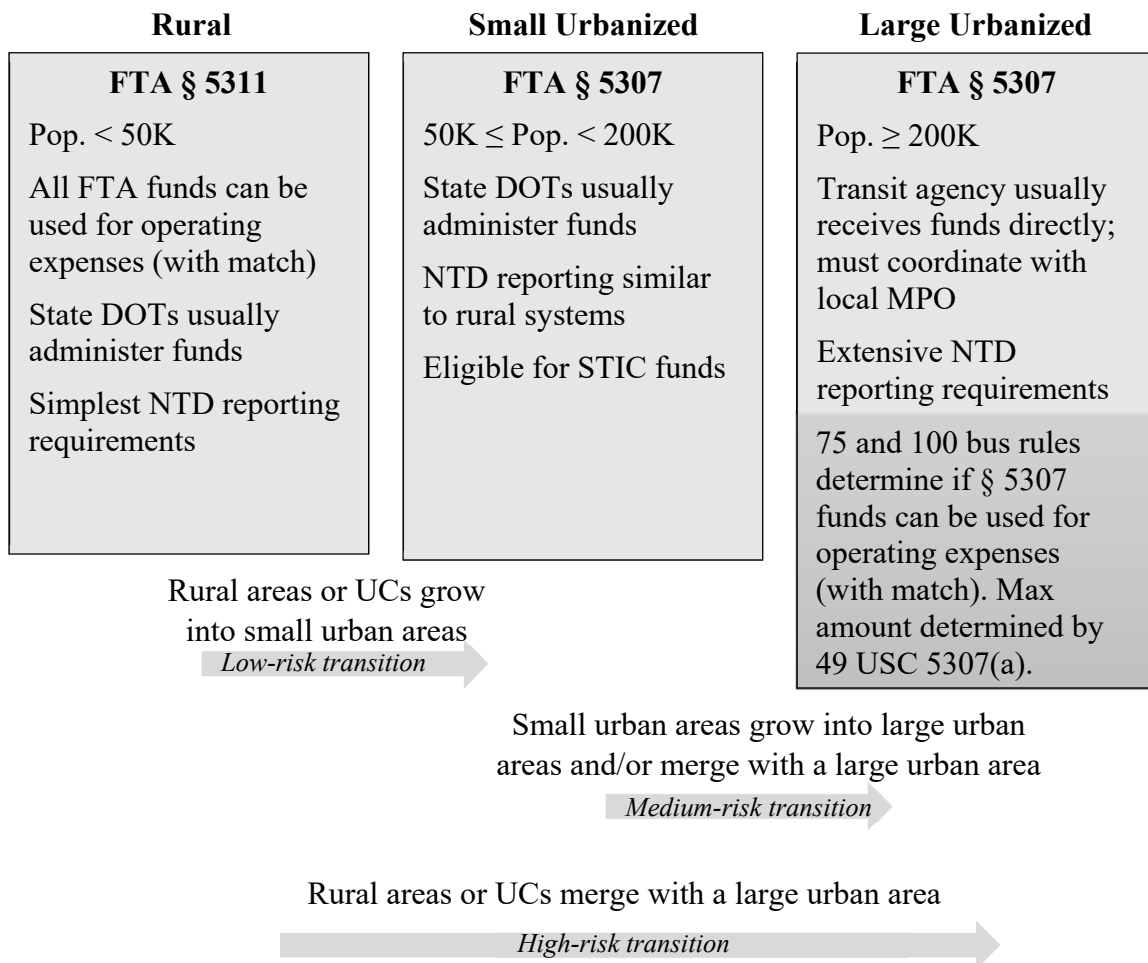 Rural
FTA § 5311
Pop. < 50K
All FTA funds can be
used for operating
expenses (with match)
State DOTs usually
administer funds
Simplest NTD reporting
requirements
Small Urbanized
FTA § 5307
50K ≤ Pop. < 200K
State DOTs usually
administer funds
NTD reporting similar
to rural systems
Eligible for STIC funds
Large Urbanized
FTA § 5307
Pop. ≥ 200K
Transit agency usually
receives funds directly;
must coordinate with
local MPO
Extensive NTD
reporting requirements
75 and 100 bus rules
determine if § 5307
funds can be used for
operating expenses
(with match). Max
amount determined by
49 USC 5307(a).
Rural areas or UCs grow
into small urban areas
Low-risk transition
Small urban areas grow into large urban
areas and/or merge with a large urban area
Medium-risk transition
Rural areas or UCs merge with a large urban area
High-risk transition